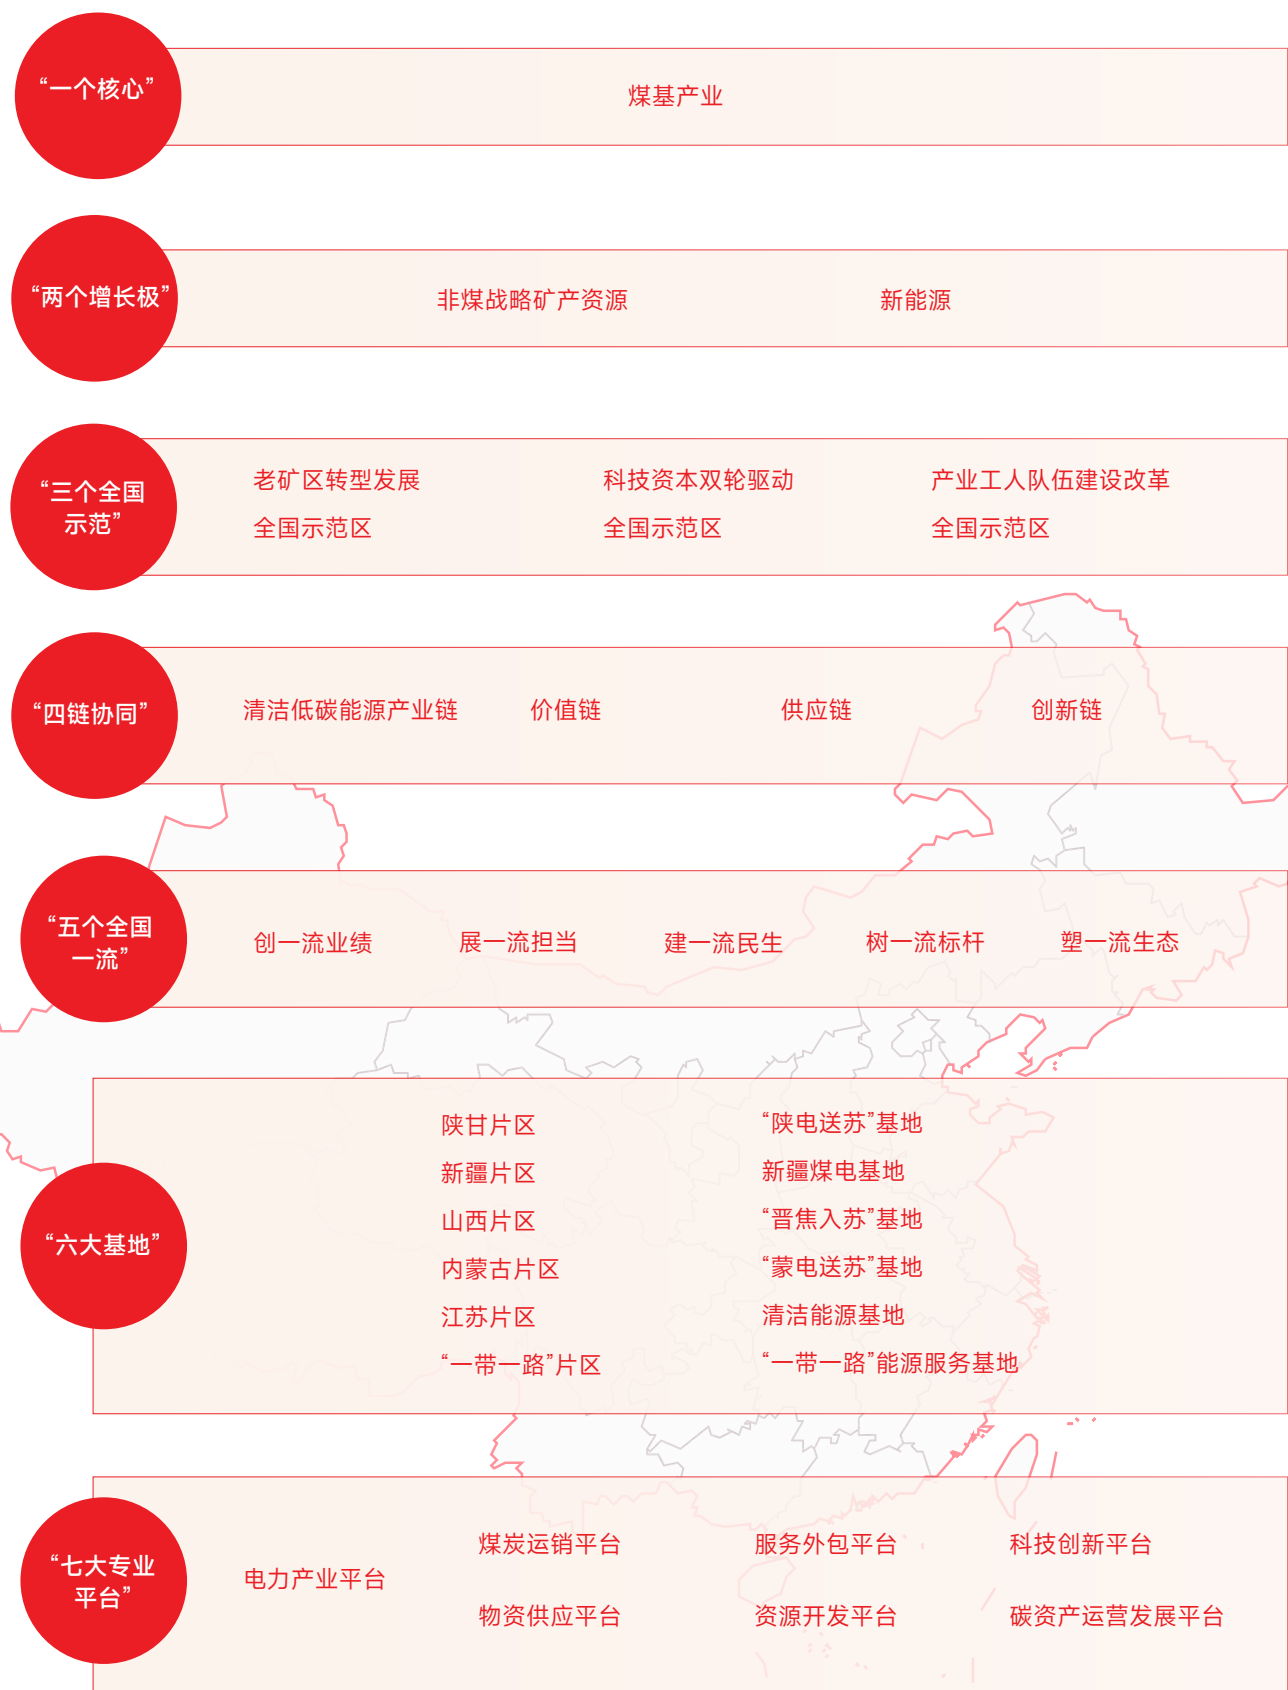 “一个核心”
煤基产业
“两个增长极”
非煤战略矿产资源
新能源
“三个全国
示范”
老矿区转型发展
全国示范区
科技资本双轮驱动
全国示范区
产业工人队伍建设改革
全国示范区
“四链协同”
清洁低碳能源产业链
价值链
供应链
创新链
“五个全国
一流”
创一流业绩
展一流担当
建一流民生
树一流标杆
塑一流生态
“六大基地”
陕甘片区
“陕电送苏”基地
新疆片区
新疆煤电基地
山西片区
“晋焦入苏”基地
内蒙古片区
“蒙电送苏”基地
江苏片区
清洁能源基地
“一带一路”片区
“一带一路”能源服务基地
“七大专业
平台”
电力产业平台
煤炭运销平台
服务外包平台
科技创新平台
物资供应平台
资源开发平台
碳资产运营发展平台